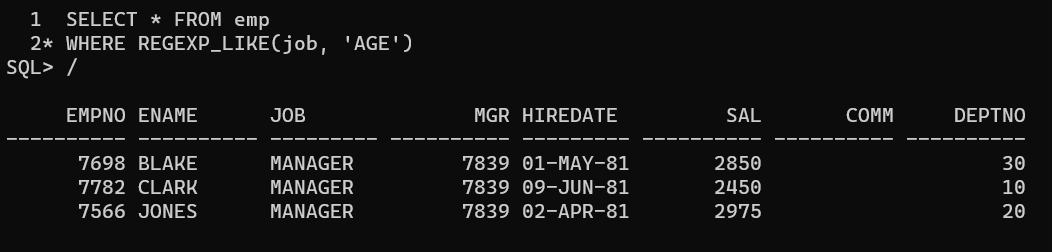 1  SELECT * FROM emp
  2* WHERE REGEXP_LIKE(job, 'AGE')
SQL> /
     EMPNO ENAME      JOB              MGR HIREDATE         SAL       COMM     DEPTNO
---------- ---------- --------- ---------- --------- ---------- ---------- ----------
      7698 BLAKE      MANAGER         7839 01-MAY-81       2850                    30
      7782 CLARK      MANAGER         7839 09-JUN-81       2450                    10
      7566 JONES      MANAGER         7839 02-APR-81       2975                    20